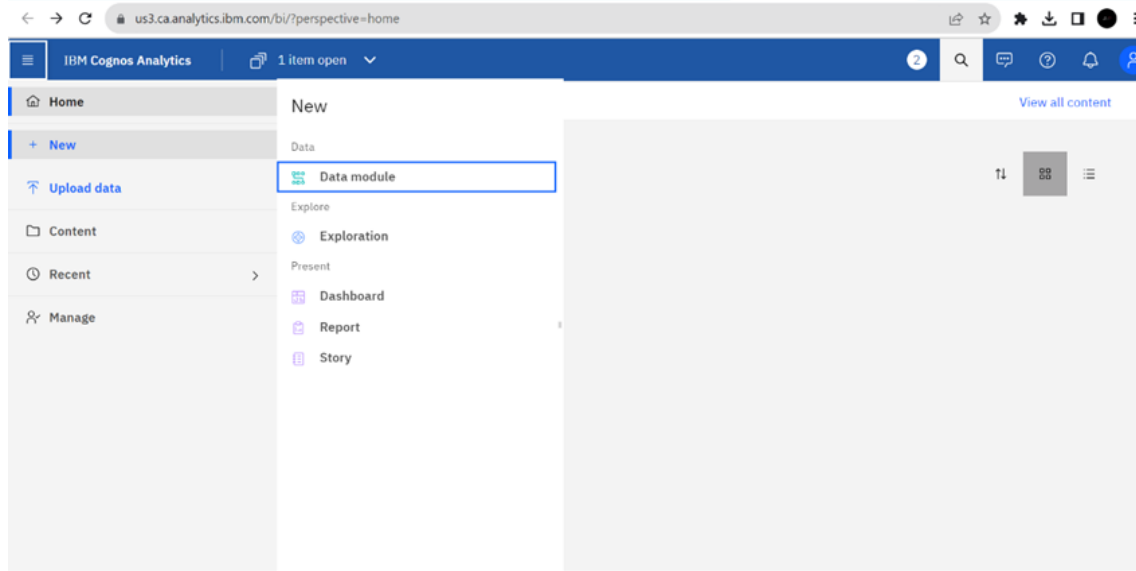 us3.ca.analytics.ibm.com/bi/?perspective=home
IBM Cognos Analytics
1 item open
2
Home
New
Upload data
Content
Recent
Manage
New
Data
Data module
Explore
Exploration
Present
Dashboard
Report
Story
View all content